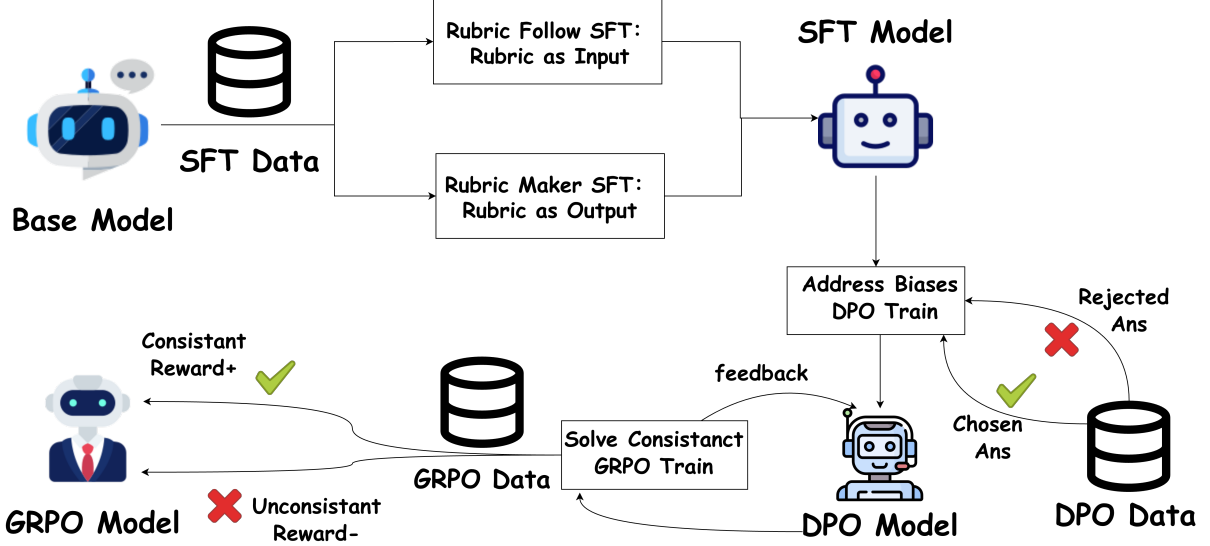 Rubric Follow SFT:
Rubric as Input
SFT Model
SFT Data
Base Model
Rubric Maker SFT:
Rubric as Output
Address Biases
DPO Train
Rejected
Ans
Chosen
Ans
DPO Data
feedback
DPO Model
Solve Consistanct
GRPO Train
GRPO Data
Consistant
Reward+
Unconsistant
Reward-
GRPO Model